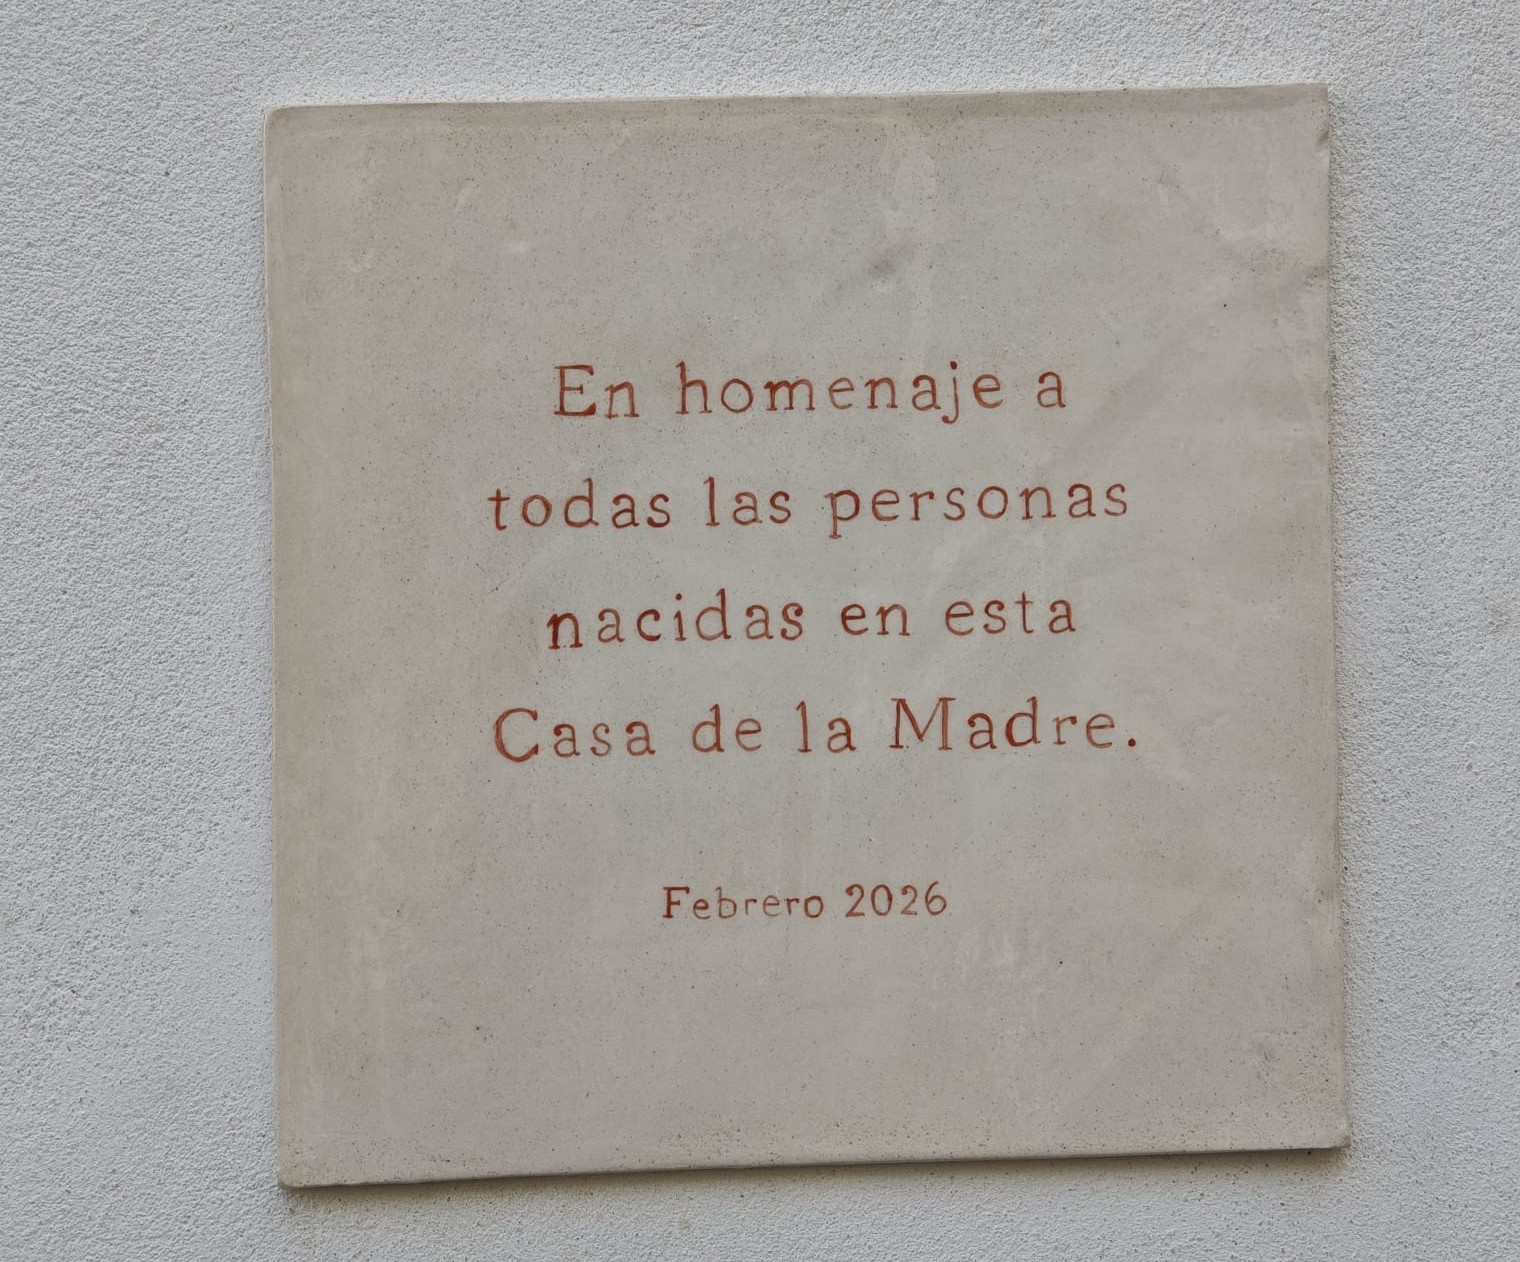 En homenaje a
todas las personas
nacidas en esta
Casa de la Madre.
Febrero 2026